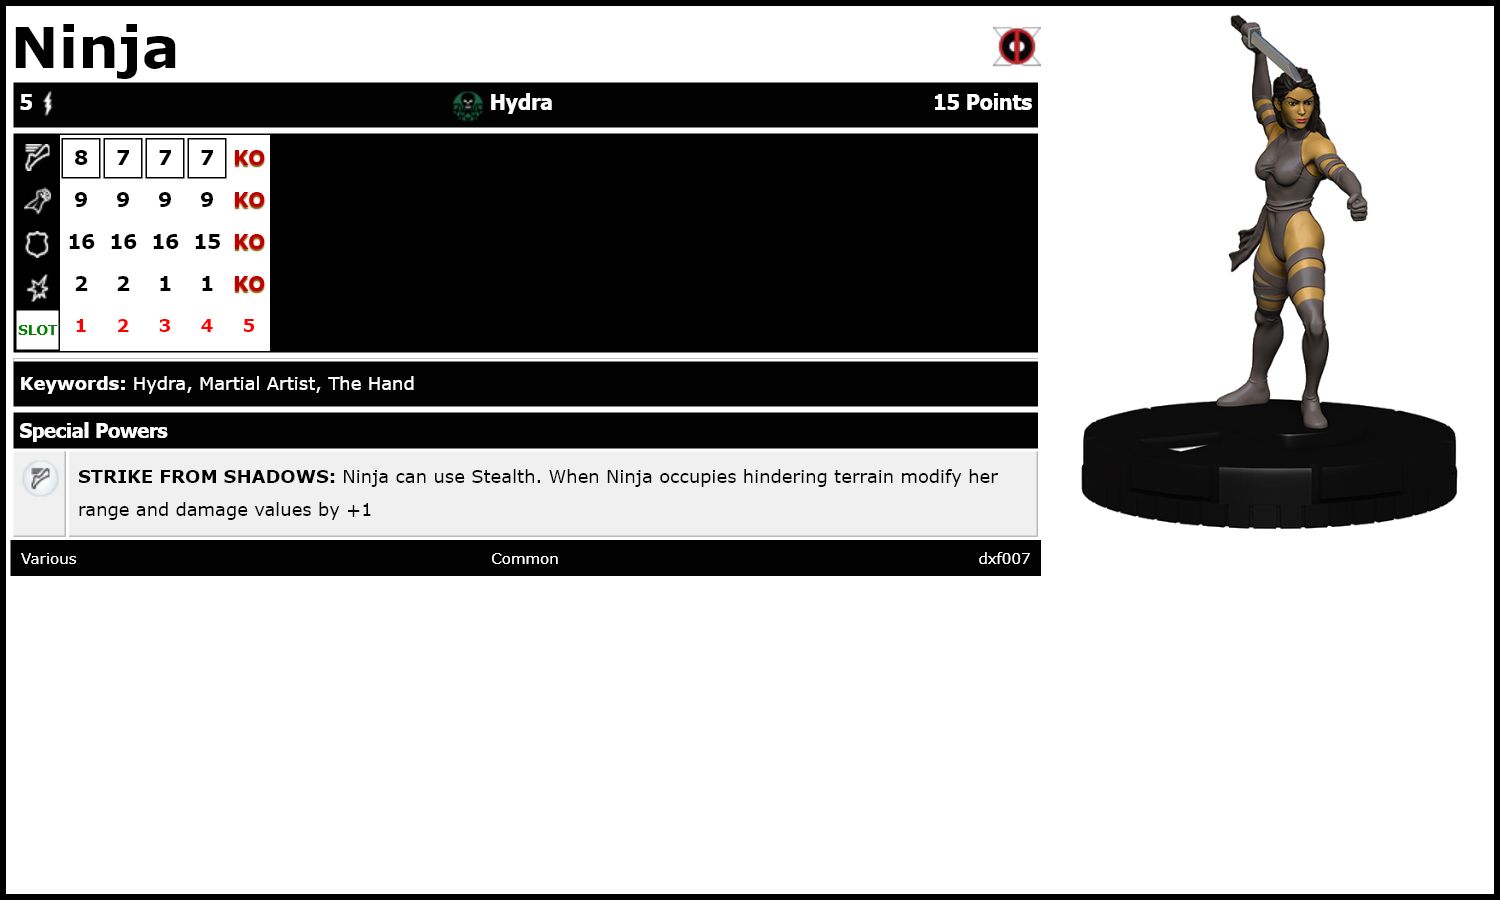 Ninja
5 Hydra 15 Points
8 7 7 7 KO
9 9 9 9 KO
16 16 16 15 KO
2 2 1 1 KO
SLOT 1 2 3 4 5
Keywords: Hydra, Martial Artist, The Hand
Special Powers
STRIKE FROM SHADOWS: Ninja can use Stealth. When Ninja occupies hindering terrain modify her
range and damage values by +1
Various Common dxf007